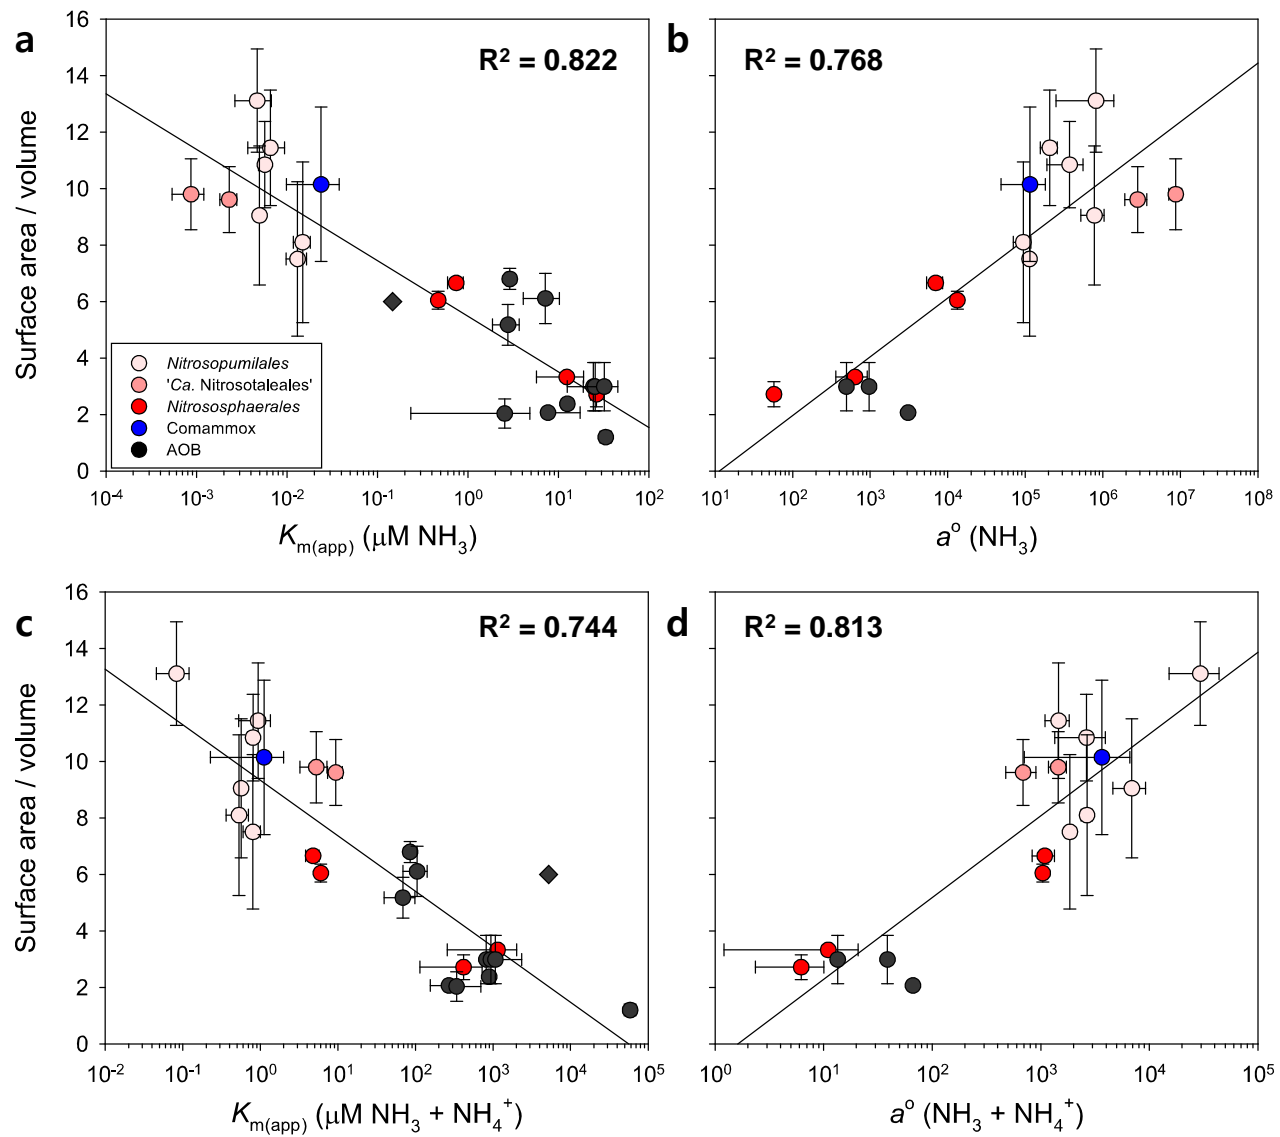 a
R² = 0.822
Surface area / volume
16
14
12
10
8
6
4
2
0
Nitrosopumilales
'Ca. Nitrosotaleales'
Nitrososphaerales
Comammox
AOB
10⁻⁴ 10⁻³ 10⁻² 10⁻¹ 10⁰ 10¹ 10²
Kₘ₍ₐₚₚ₎ (μM NH₃)
b
R² = 0.768
10¹ 10² 10³ 10⁴ 10⁵ 10⁶ 10⁷ 10⁸
a° (NH₃)
c
R² = 0.744
Surface area / volume
16
14
12
10
8
6
4
2
0
10⁻² 10⁻¹ 10⁰ 10¹ 10² 10³ 10⁴ 10⁵
Kₘ₍ₐₚₚ₎ (μM NH₃ + NH₄⁺)
d
R² = 0.813
10⁰ 10¹ 10² 10³ 10⁴ 10⁵
a° (NH₃ + NH₄⁺)